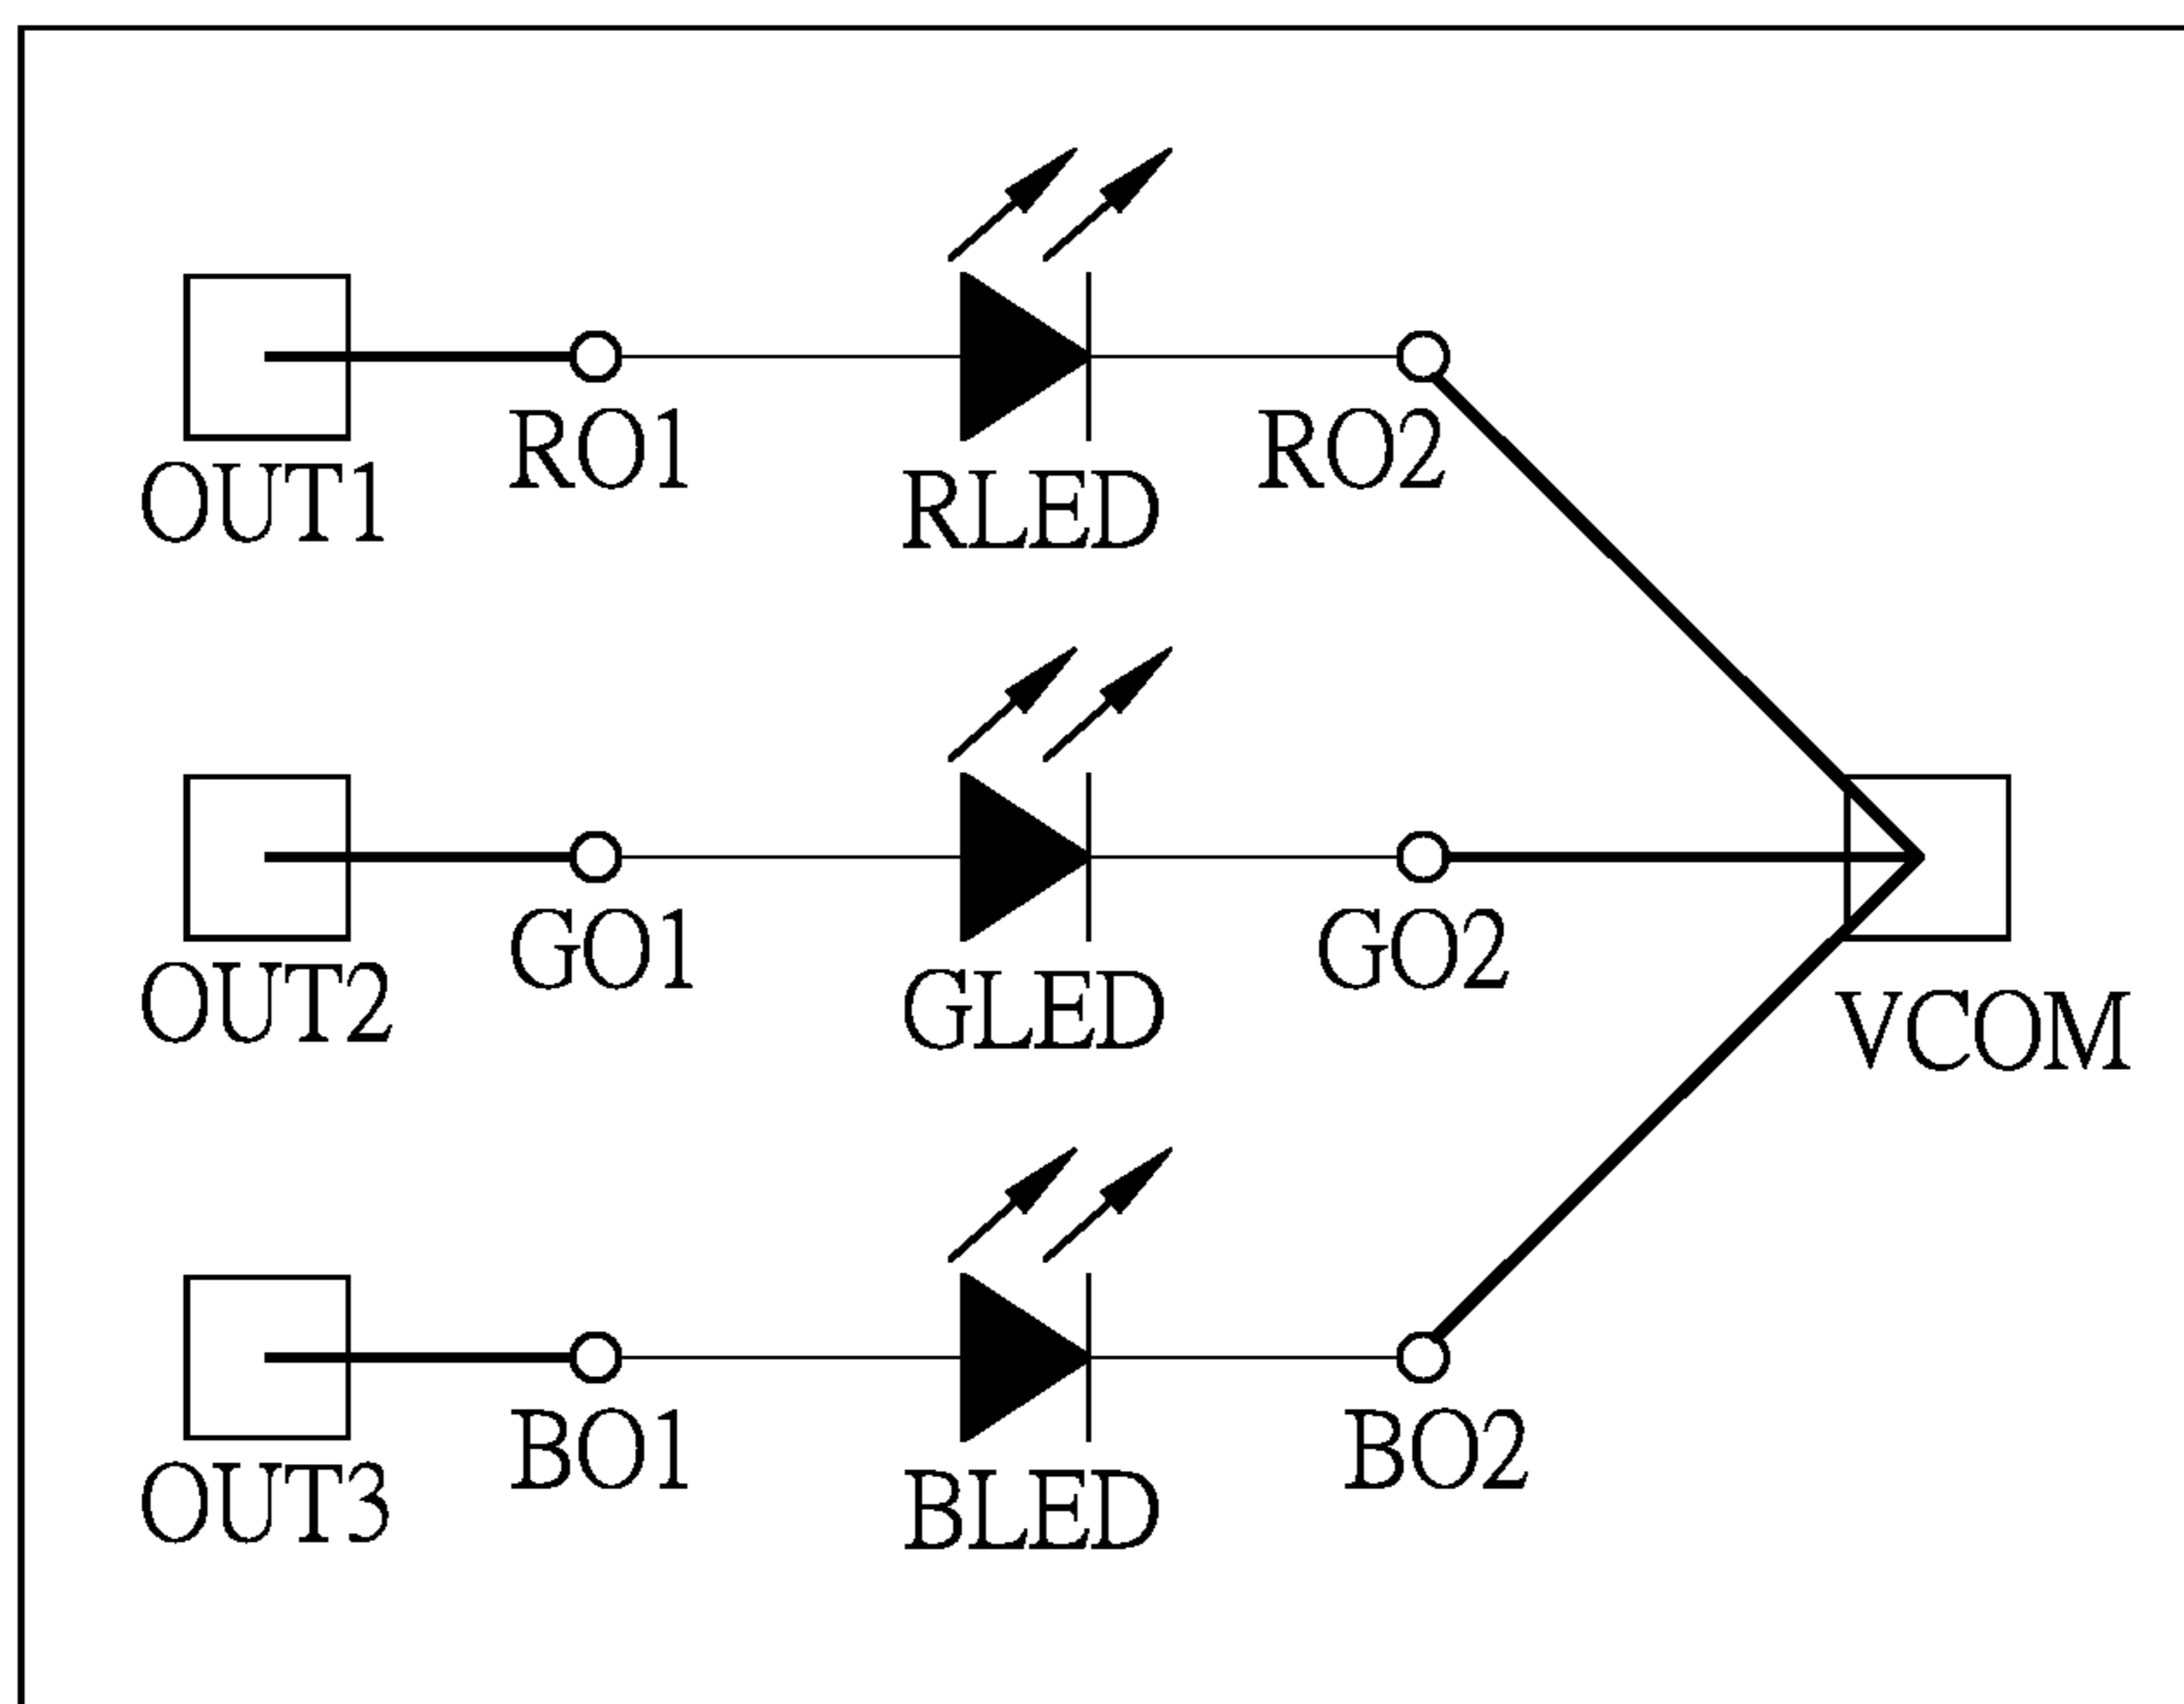 RO1
RO2
OUT1
RLED
GO1
GO2
OUT2
GLED
VCOM
BO1
BO2
OUT3
BLED